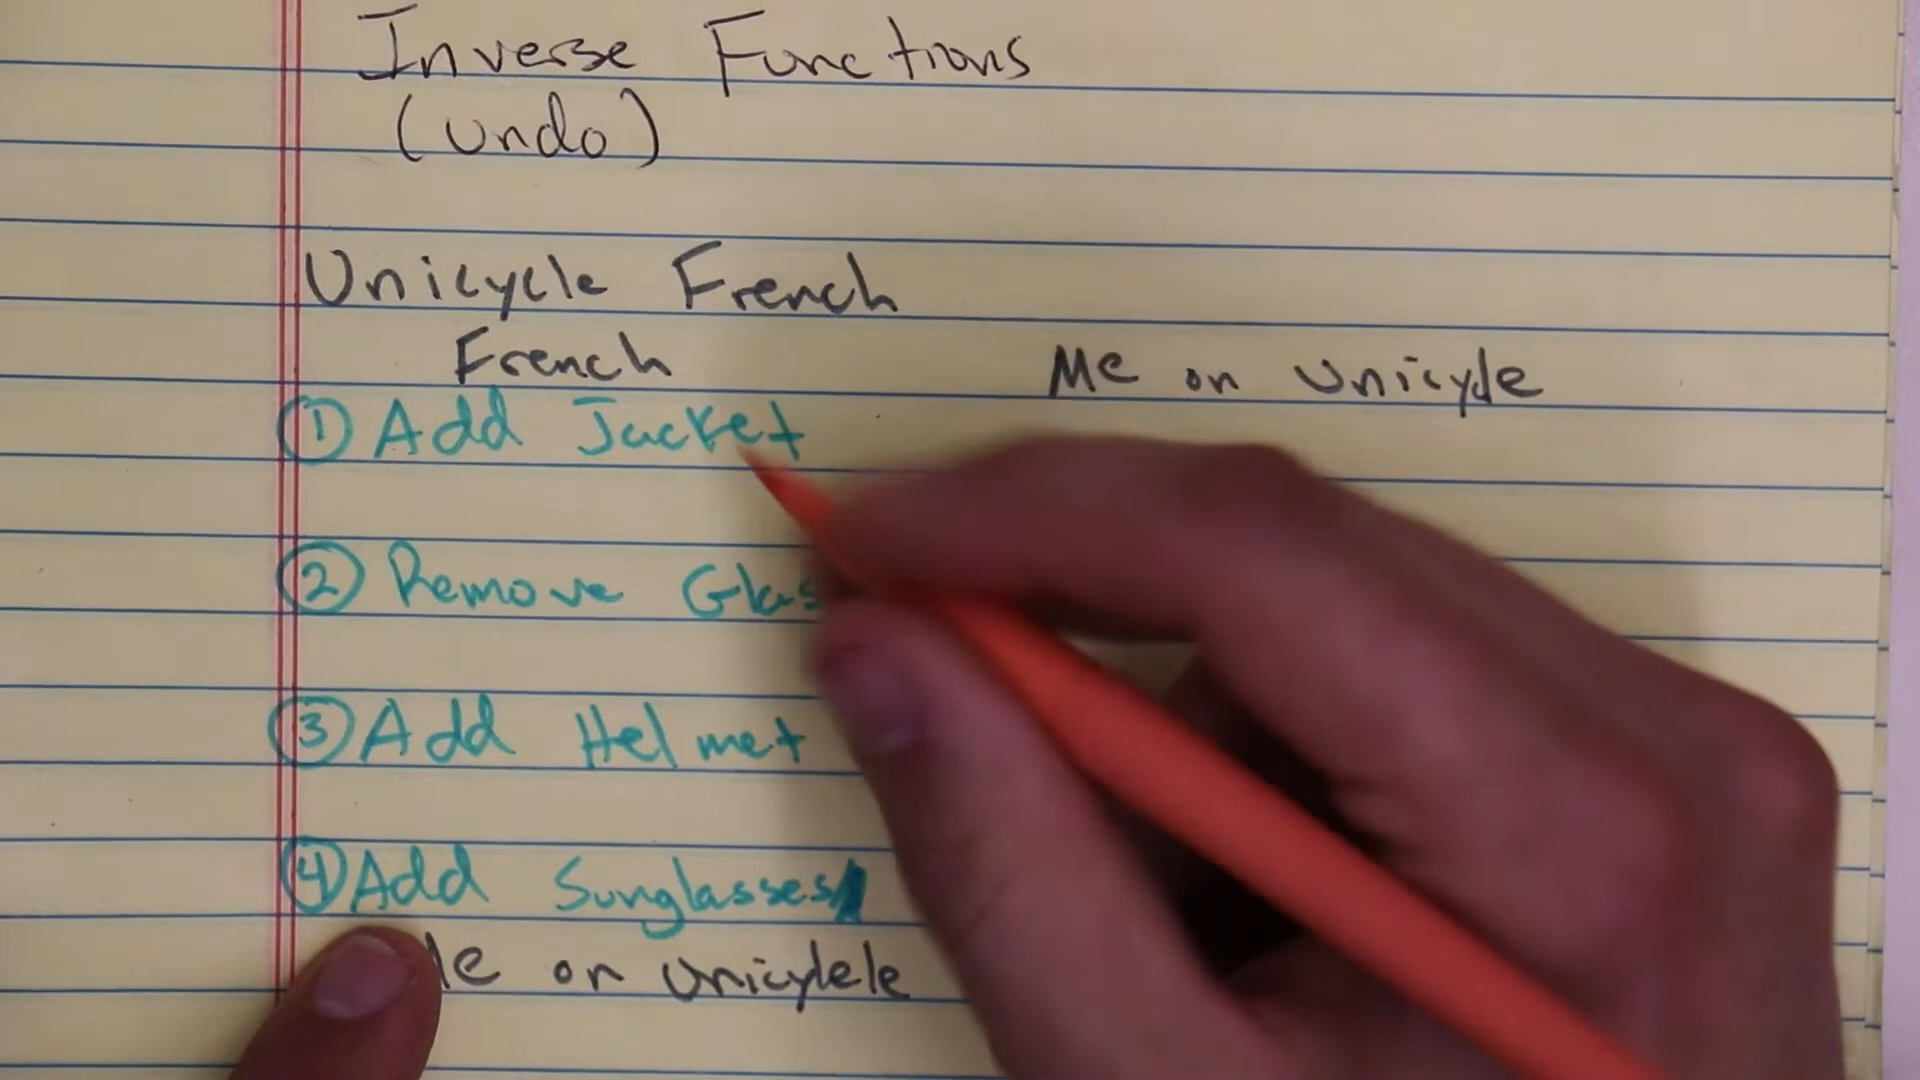 Inverse Functions
(undo)
Unicycle French
French
Me on Unicyle
① Add Jacket
② Remove
③ Add Helmet
④ Add Sunglasses
on unicylele